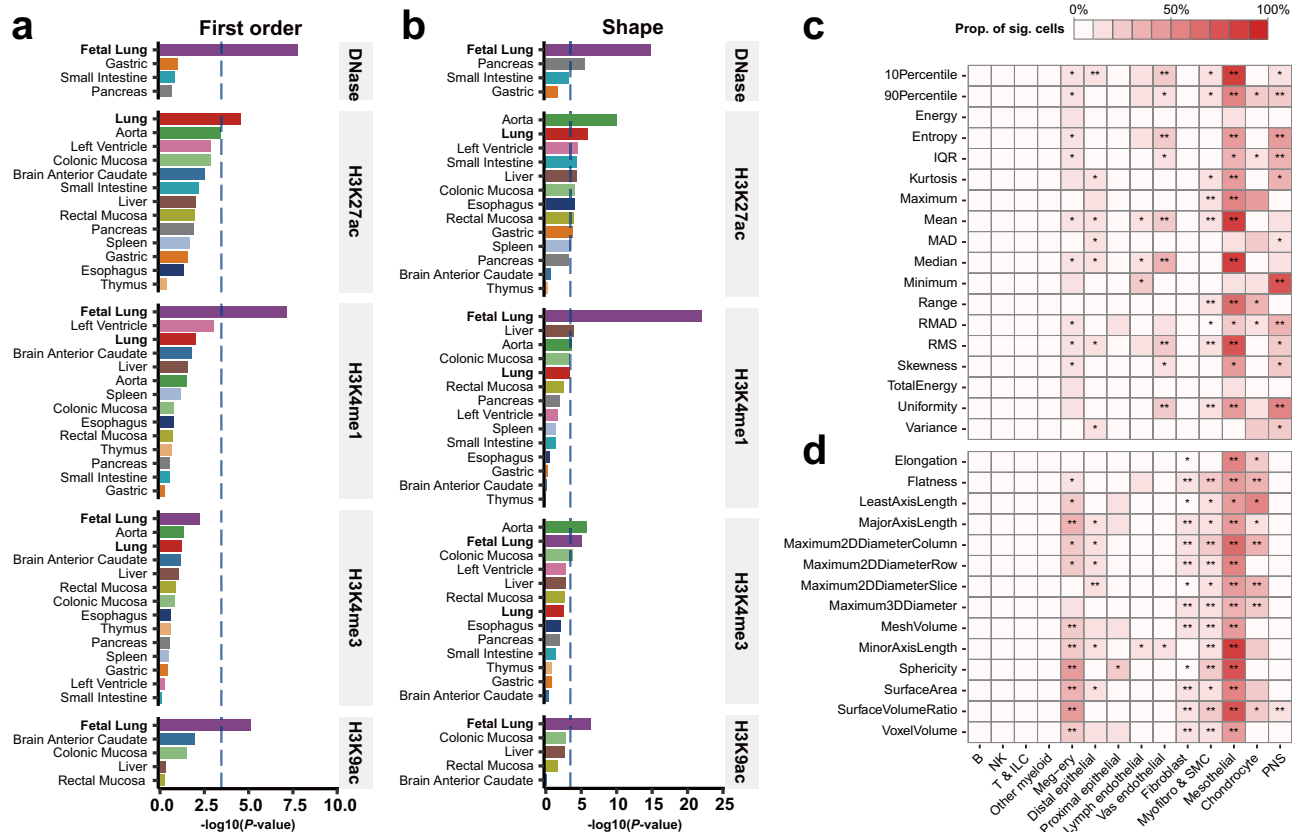 a
First order
Fetal Lung
Gastric
Small Intestine
Pancreas
DNase
Lung
Aorta
Left Ventricle
Colonic Mucosa
Brain Anterior Caudate
Small Intestine
Liver
Rectal Mucosa
Pancreas
Spleen
Gastric
Esophagus
Thymus
H3K27ac
Fetal Lung
Left Ventricle
Lung
Brain Anterior Caudate
Liver
Aorta
Spleen
Colonic Mucosa
Esophagus
Rectal Mucosa
Thymus
Pancreas
Small Intestine
Gastric
H3K4me1
Fetal Lung
Aorta
Lung
Brain Anterior Caudate
Liver
Rectal Mucosa
Colonic Mucosa
Esophagus
Thymus
Pancreas
Spleen
Gastric
Left Ventricle
Small Intestine
H3K4me3
Fetal Lung
Brain Anterior Caudate
Colonic Mucosa
Liver
Rectal Mucosa
H3K9ac
0.0 2.5 5.0 7.5 10.0
-log10(P-value)
b
Shape
Fetal Lung
Pancreas
Small Intestine
Gastric
DNase
Aorta
Lung
Left Ventricle
Small Intestine
Liver
Colonic Mucosa
Esophagus
Rectal Mucosa
Gastric
Spleen
Pancreas
Brain Anterior Caudate
Thymus
H3K27ac
Fetal Lung
Liver
Aorta
Colonic Mucosa
Lung
Rectal Mucosa
Pancreas
Left Ventricle
Spleen
Small Intestine
Esophagus
Gastric
Brain Anterior Caudate
Thymus
H3K4me1
Aorta
Fetal Lung
Colonic Mucosa
Left Ventricle
Liver
Rectal Mucosa
Lung
Esophagus
Pancreas
Small Intestine
Thymus
Gastric
Brain Anterior Caudate
H3K4me3
Fetal Lung
Colonic Mucosa
Liver
Rectal Mucosa
Brain Anterior Caudate
H3K9ac
0 5 10 15 20 25
-log10(P-value)
c
0% 50% 100%
Prop. of sig. cells
10Percentile * ** ** * ** *
90Percentile * * * ** * **
Energy
Entropy * ** ** **
IQR * * * * **
Kurtosis * * ** *
Maximum ** **
Mean * * * ** ** **
MAD * *
Median * * * ** **
Minimum * **
Range ** ** *
RMAD * * * * **
RMS * * ** ** ** *
Skewness * * * *
TotalEnergy
Uniformity ** ** ** **
Variance * *
d
Elongation * ** *
Flatness * ** ** ** **
LeastAxisLength * * * * *
MajorAxisLength ** * ** * ** *
Maximum2DDiameterColumn * * ** ** ** **
Maximum2DDiameterRow * * ** ** **
Maximum2DDiameterSlice ** * * ** **
Maximum3DDiameter ** ** ** **
MeshVolume ** ** ** **
MinorAxisLength ** * * * ** **
Sphericity ** * * ** **
SurfaceArea ** * ** * **
SurfaceVolumeRatio ** ** ** ** * **
VoxelVolume ** ** ** **
B
NK
T & ILC
Other myeloid
Meg-ery
Distal epithelial
Proximal epithelial
Lymph endothelial
Vas endothelial
Fibroblast
Myofibro & SMC
Mesothelial
Chondrocyte
PNS